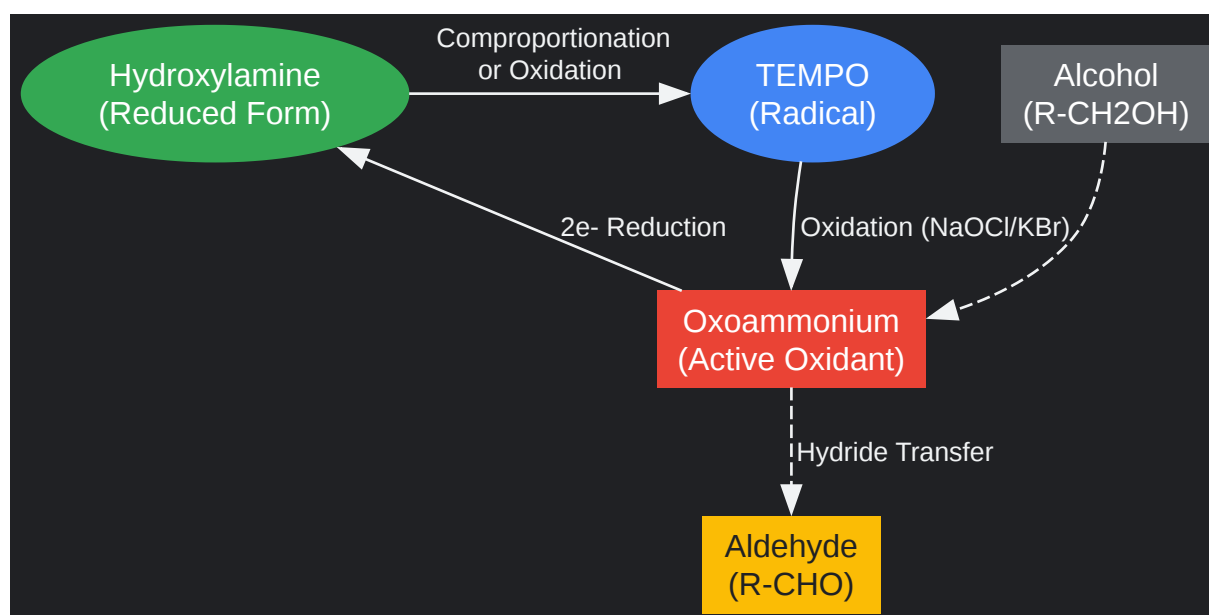 Comproportionation
or Oxidation
Hydroxylamine
(Reduced Form)
TEMPO
(Radical)
Alcohol
(R-CH2OH)
2e- Reduction
Oxidation (NaOCl/KBr)
Oxoammonium
(Active Oxidant)
Hydride Transfer
Aldehyde
(R-CHO)